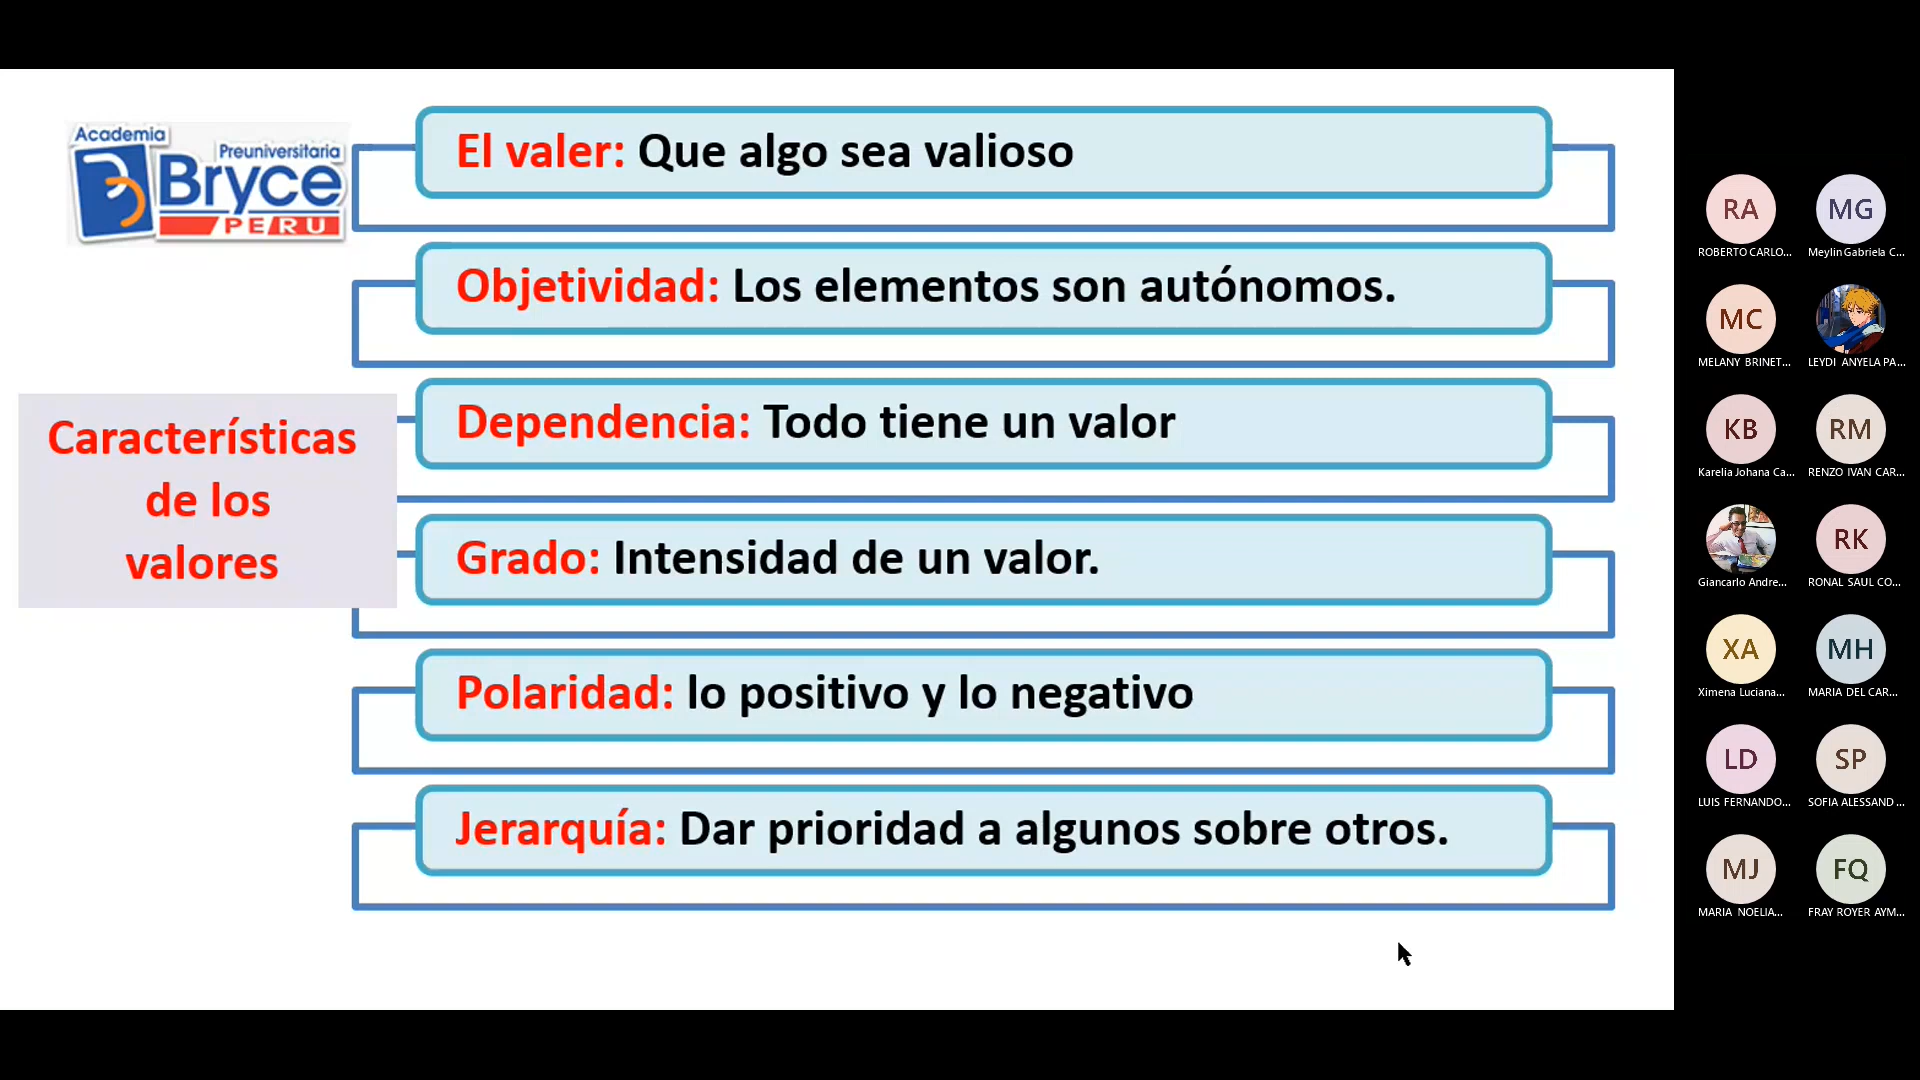 Academia
Preuniversitaria
Bryce
PERU
El valer: Que algo sea valioso
Objetividad: Los elementos son autónomos.
Dependencia: Todo tiene un valor
Características
de los
valores
Grado: Intensidad de un valor.
Polaridad: lo positivo y lo negativo
Jerarquía: Dar prioridad a algunos sobre otros.
RA
ROBERTO CARLO...
MG
Meylin Gabriela C...
MC
MELANY BRINET...
LEYDI ANYELA PA...
KB
Karelia Johana Ca...
RM
RENZO IVAN CAR...
Giancarlo Andre...
RK
RONAL SAUL CO...
XA
Ximena Luciana...
MH
MARIA DEL CAR...
LD
LUIS FERNANDO...
SP
SOFIA ALESSAND...
MJ
MARIA NOELIA...
FQ
FRAY ROYER AYM...